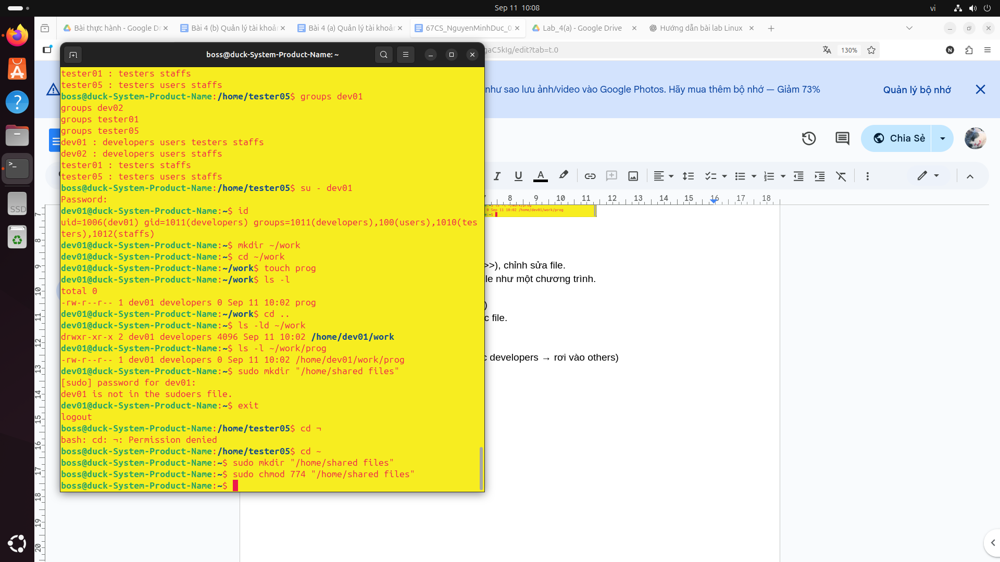 Sep 11 10:08
vi
Bài thực hành - Google Dr
Bài 4 (b) Quản lý tài khoả
Bài 4 (a) Quản lý tài khoản
67CS_NguyenMinhDuc_0
Lab_4(a) - Google Drive
Hướng dẫn bài lab Linux
boss@duck-System-Product-Name: ~
gaC5kIg/edit?tab=t.0
130%
như sao lưu ảnh/video vào Google Photos. Hãy mua thêm bộ nhớ — Giảm 73%
Quản lý bộ nhớ
Chia Sẻ
tester01 : testers staffs
tester05 : testers users staffs
boss@duck-System-Product-Name:/home/tester05$ groups dev01
groups dev02
groups tester01
groups tester05
dev01 : developers users testers staffs
dev02 : developers users staffs
tester01 : testers staffs
tester05 : testers users staffs
boss@duck-System-Product-Name:/home/tester05$ su - dev01
Password:
dev01@duck-System-Product-Name:~$ id
uid=1006(dev01) gid=1011(developers) groups=1011(developers),100(users),1010(tes
ters),1012(staffs)
dev01@duck-System-Product-Name:~$ mkdir ~/work
dev01@duck-System-Product-Name:~$ cd ~/work
dev01@duck-System-Product-Name:~/work$ touch prog
dev01@duck-System-Product-Name:~/work$ ls -l
total 0
-rw-r--r-- 1 dev01 developers 0 Sep 11 10:02 prog
dev01@duck-System-Product-Name:~/work$ cd ..
dev01@duck-System-Product-Name:~$ ls -ld ~/work
drwxr-xr-x 2 dev01 developers 4096 Sep 11 10:02 /home/dev01/work
dev01@duck-System-Product-Name:~$ ls -l ~/work/prog
-rw-r--r-- 1 dev01 developers 0 Sep 11 10:02 /home/dev01/work/prog
dev01@duck-System-Product-Name:~$ sudo mkdir "/home/shared files"
[sudo] password for dev01:
dev01 is not in the sudoers file.
dev01@duck-System-Product-Name:~$ exit
logout
boss@duck-System-Product-Name:/home/tester05$ cd ¬
bash: cd: ¬: Permission denied
boss@duck-System-Product-Name:/home/tester05$ cd ~
boss@duck-System-Product-Name:~$ sudo mkdir "/home/shared files"
boss@duck-System-Product-Name:~$ sudo chmod 774 "/home/shared files"
boss@duck-System-Product-Name:~$
8 9 10 11 12 13 14 15 16 17 18
0 Sep 11 10:02 /home/dev01/work/prog
>>), chỉnh sửa file.
le như một chương trình.
)
c file.
c developers → rơi vào others)
SSD
7
8
9
10
11
12
13
14
15
16
17
18
19
20